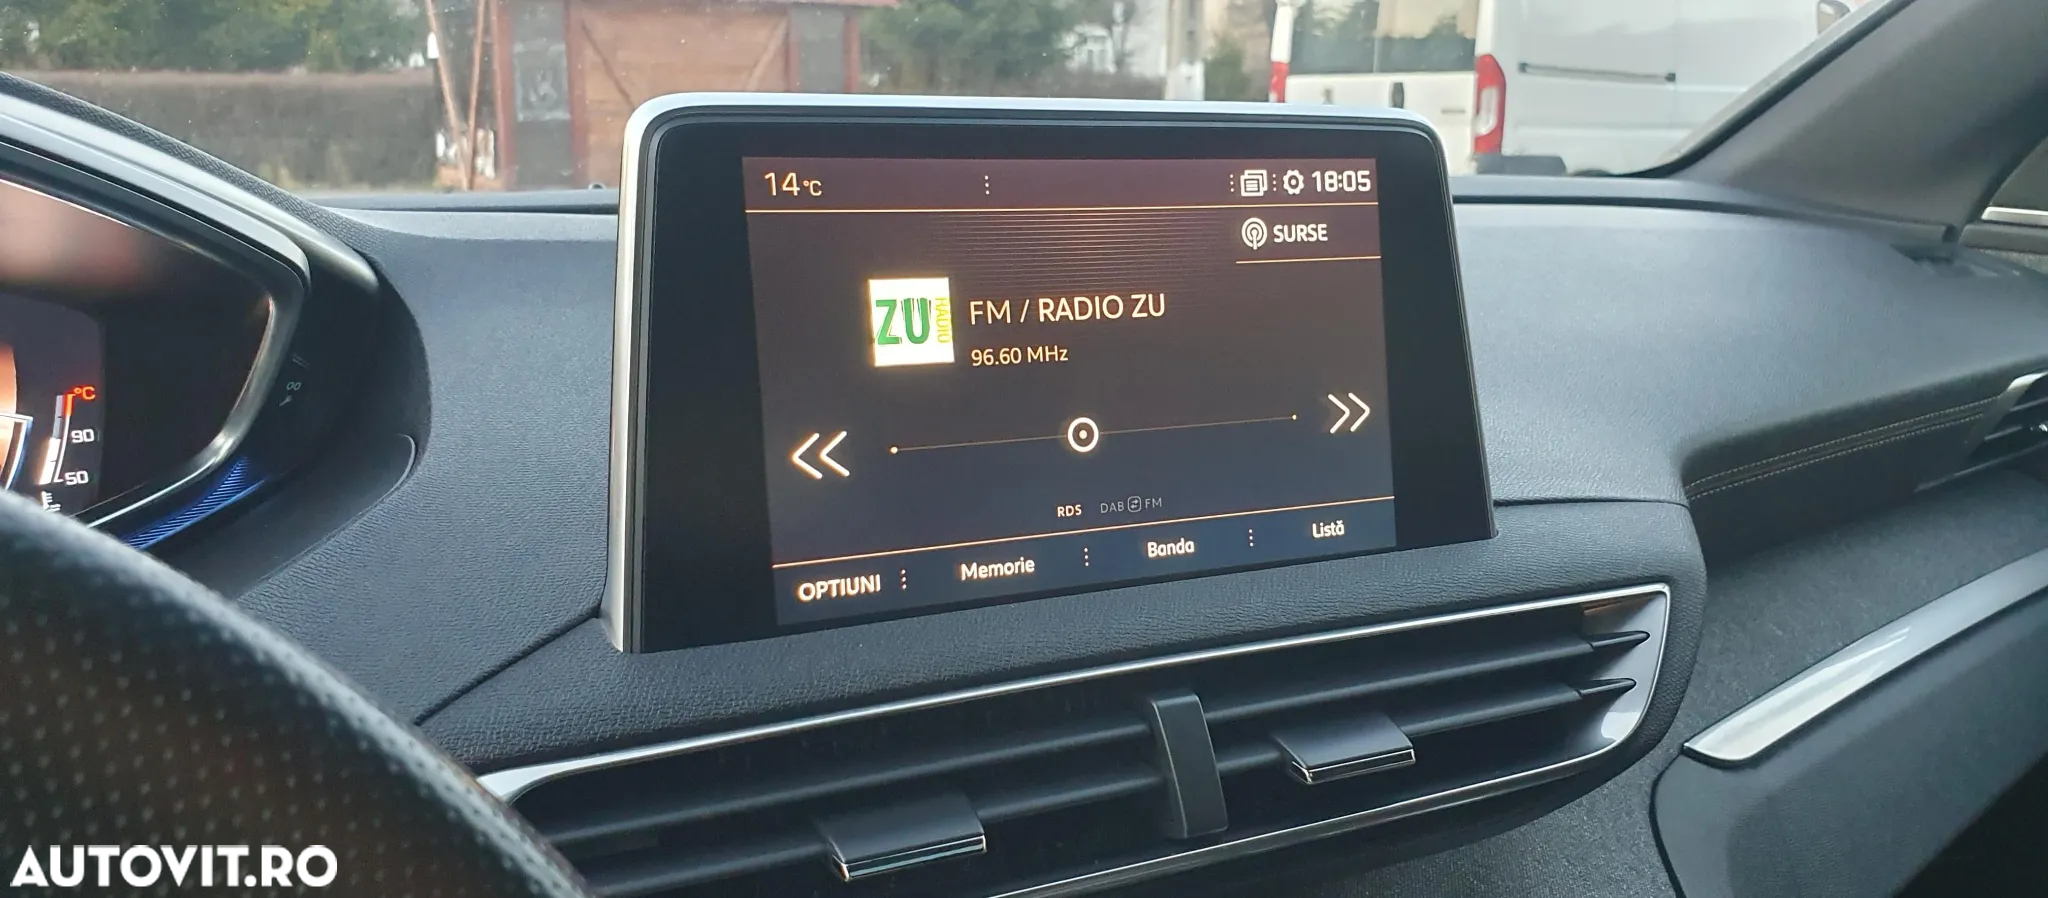 14°C
18:05
SURSE
ZU RADIO
FM / RADIO ZU
96.60 MHz
RDS DAB FM
OPTIUNI Memorie Banda Listă
°C
90
50
AUTOVIT.RO